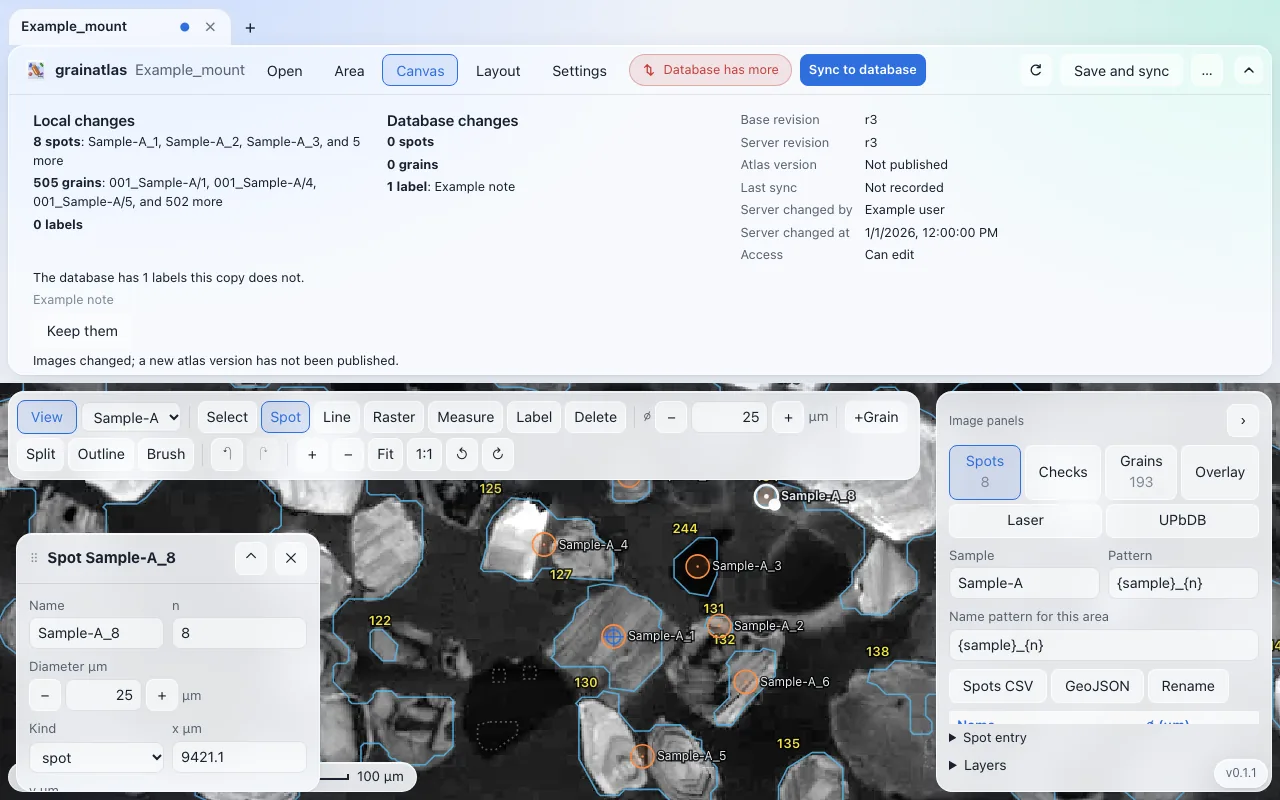 Example_mount
grainatlas Example_mount Open Area Canvas Layout Settings Database has more Sync to database Save and sync ...
Local changes
8 spots: Sample-A_1, Sample-A_2, Sample-A_3, and 5
more
505 grains: 001_Sample-A/1, 001_Sample-A/4,
001_Sample-A/5, and 502 more
0 labels
Database changes
0 spots
0 grains
1 label: Example note
Base revision r3
Server revision r3
Atlas version Not published
Last sync Not recorded
Server changed by Example user
Server changed at 1/1/2026, 12:00:00 PM
Access Can edit
The database has 1 labels this copy does not.
Example note
Keep them
Images changed; a new atlas version has not been published.
View Sample-A Select Spot Line Raster Measure Label Delete ø − 25 + μm +Grain
Split Outline Brush + − Fit 1:1
125
Sample-A_8
244
Sample-A_4
Sample-A_3
127
131
122
Sample-A_2
Sample-A_1
132
138
130
Sample-A_6
135
Sample-A_5
Spot Sample-A_8
Name n
Sample-A_8 8
Diameter μm
− 25 + μm
Kind x μm
spot 9421.1
100 μm
Image panels
Spots 8 Checks Grains 193 Overlay
Laser UPbDB
Sample Pattern
Sample-A {sample}_{n}
Name pattern for this area
{sample}_{n}
Spots CSV GeoJSON Rename
Spot entry
Layers
v0.1.1